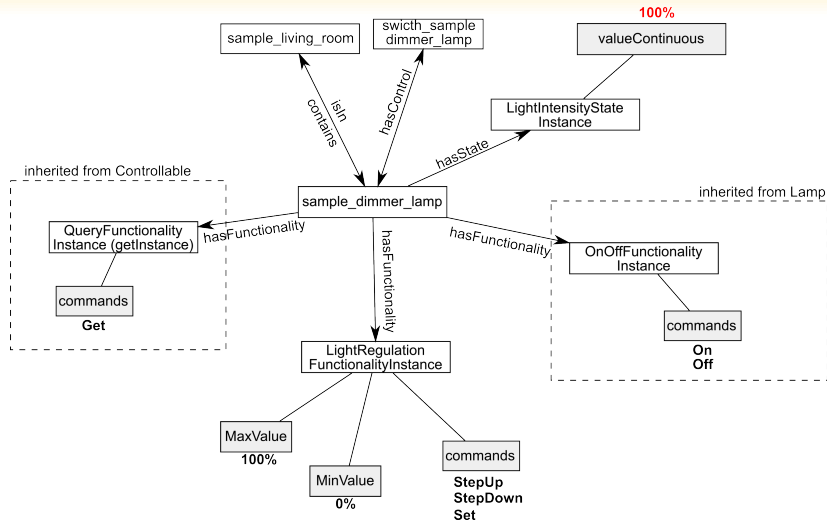 100%
swicth_sample
dimmer_lamp
sample_living_room
valueContinuous
isIn
contains
hasControl
LightIntensityState
Instance
hasState
inherited from Controllable
inherited from Lamp
sample_dimmer_lamp
QueryFunctionality
Instance (getInstance)
hasFunctionality
hasFunctionality
hasFunctionality
OnOffFunctionality
Instance
commands
Get
commands
On
Off
LightRegulation
FunctionalityInstance
MaxValue
100%
MinValue
0%
commands
StepUp
StepDown
Set